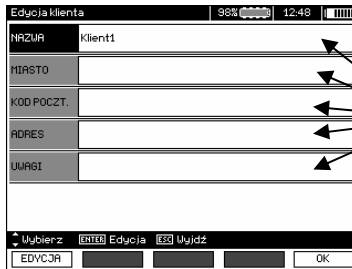 Edycja klienta 98% 12:48
NAZWA Klient1
MIASTO
KOD POCZT.
ADRES
UWAGI
Wybierz ENTER Edycja ESC Wyjdź
EDYCJA OK